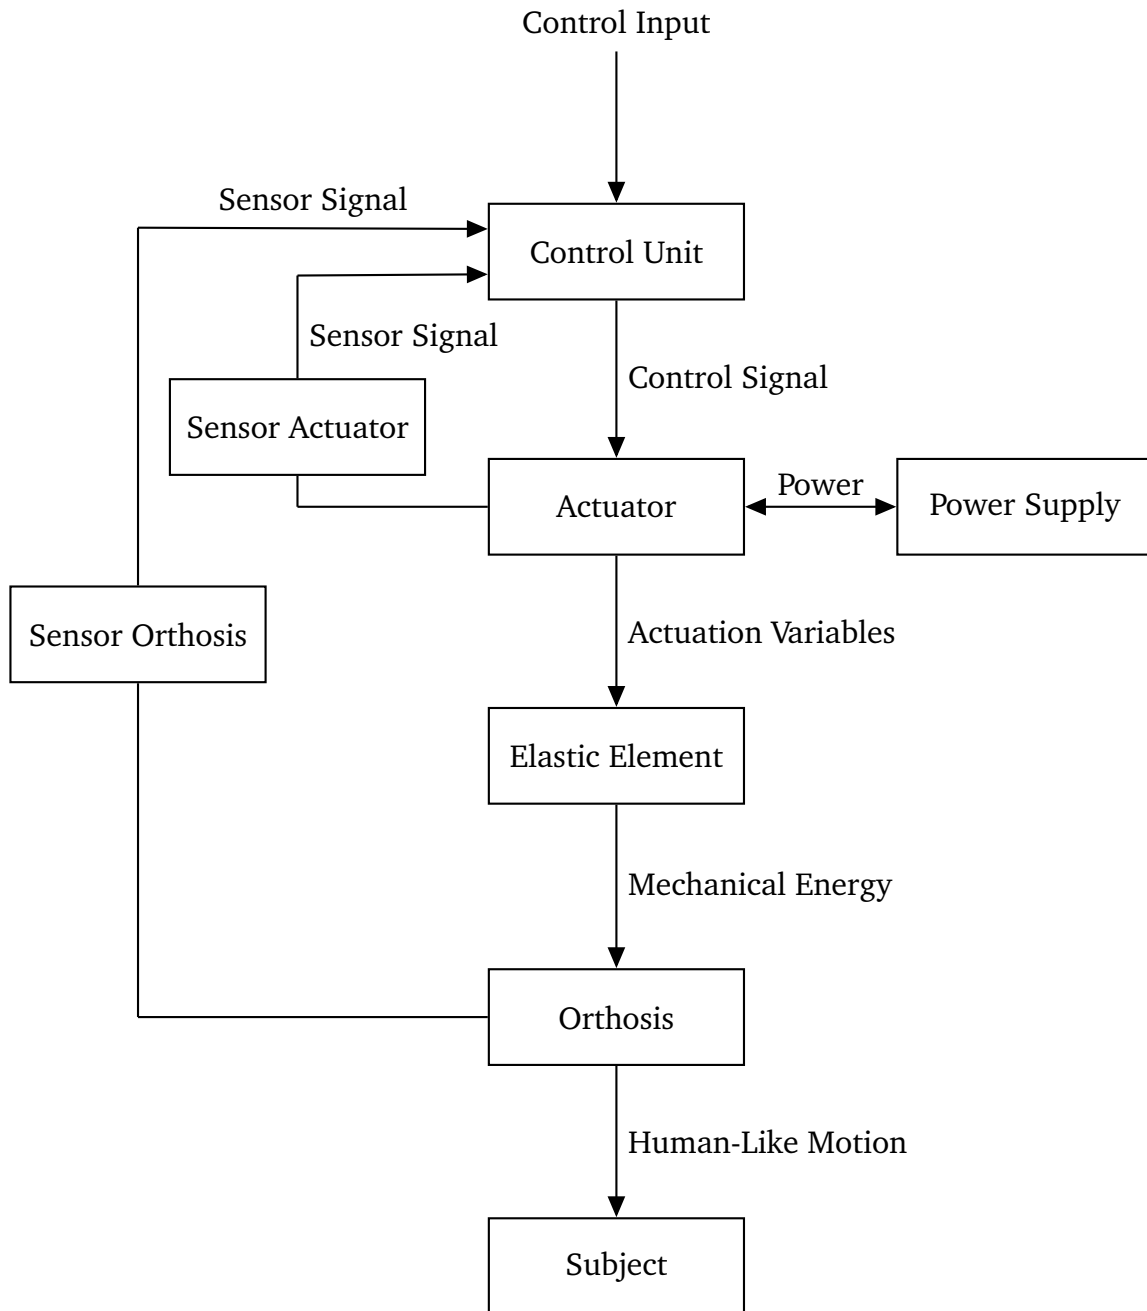 Control Input
Sensor Signal
Control Unit
Sensor Signal
Control Signal
Sensor Actuator
Power
Actuator
Power Supply
Actuation Variables
Sensor Orthosis
Elastic Element
Mechanical Energy
Orthosis
Human-Like Motion
Subject